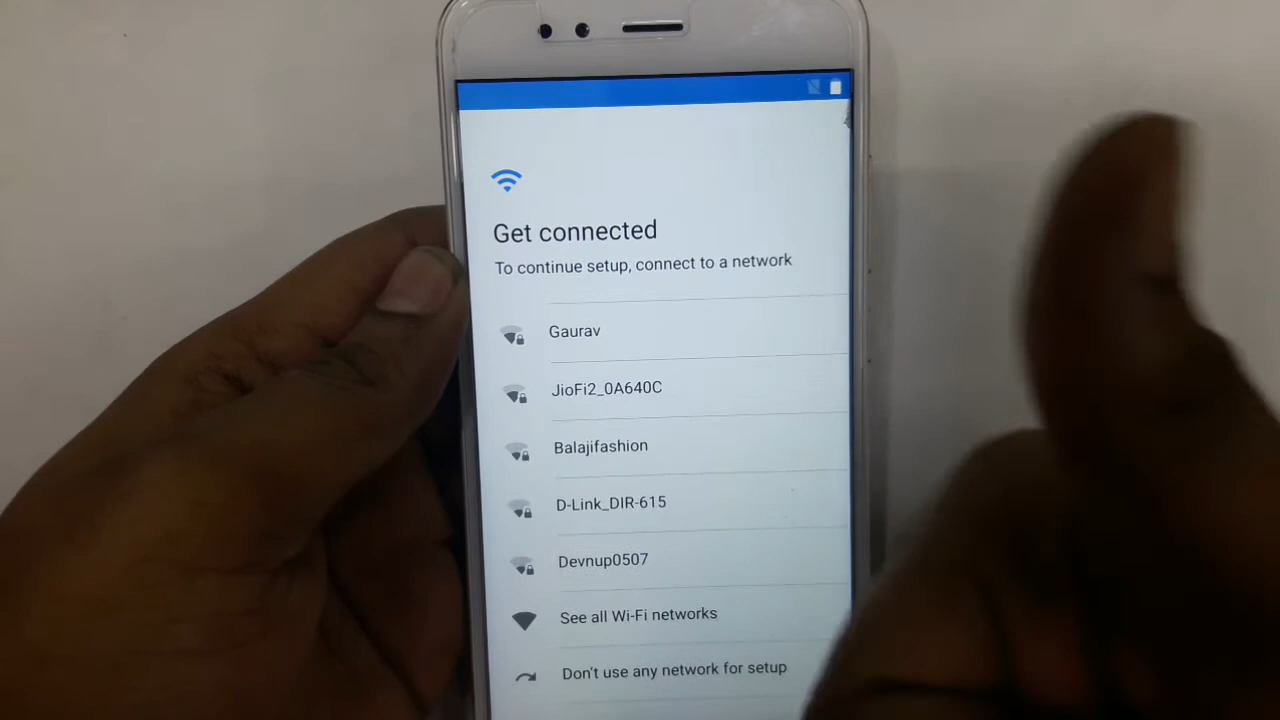 Get connected
To continue setup, connect to a network
Gaurav
JioFi2_0A640C
Balajifashion
D-Link_DIR-615
Devnup0507
See all Wi-Fi networks
Don't use any network for setup